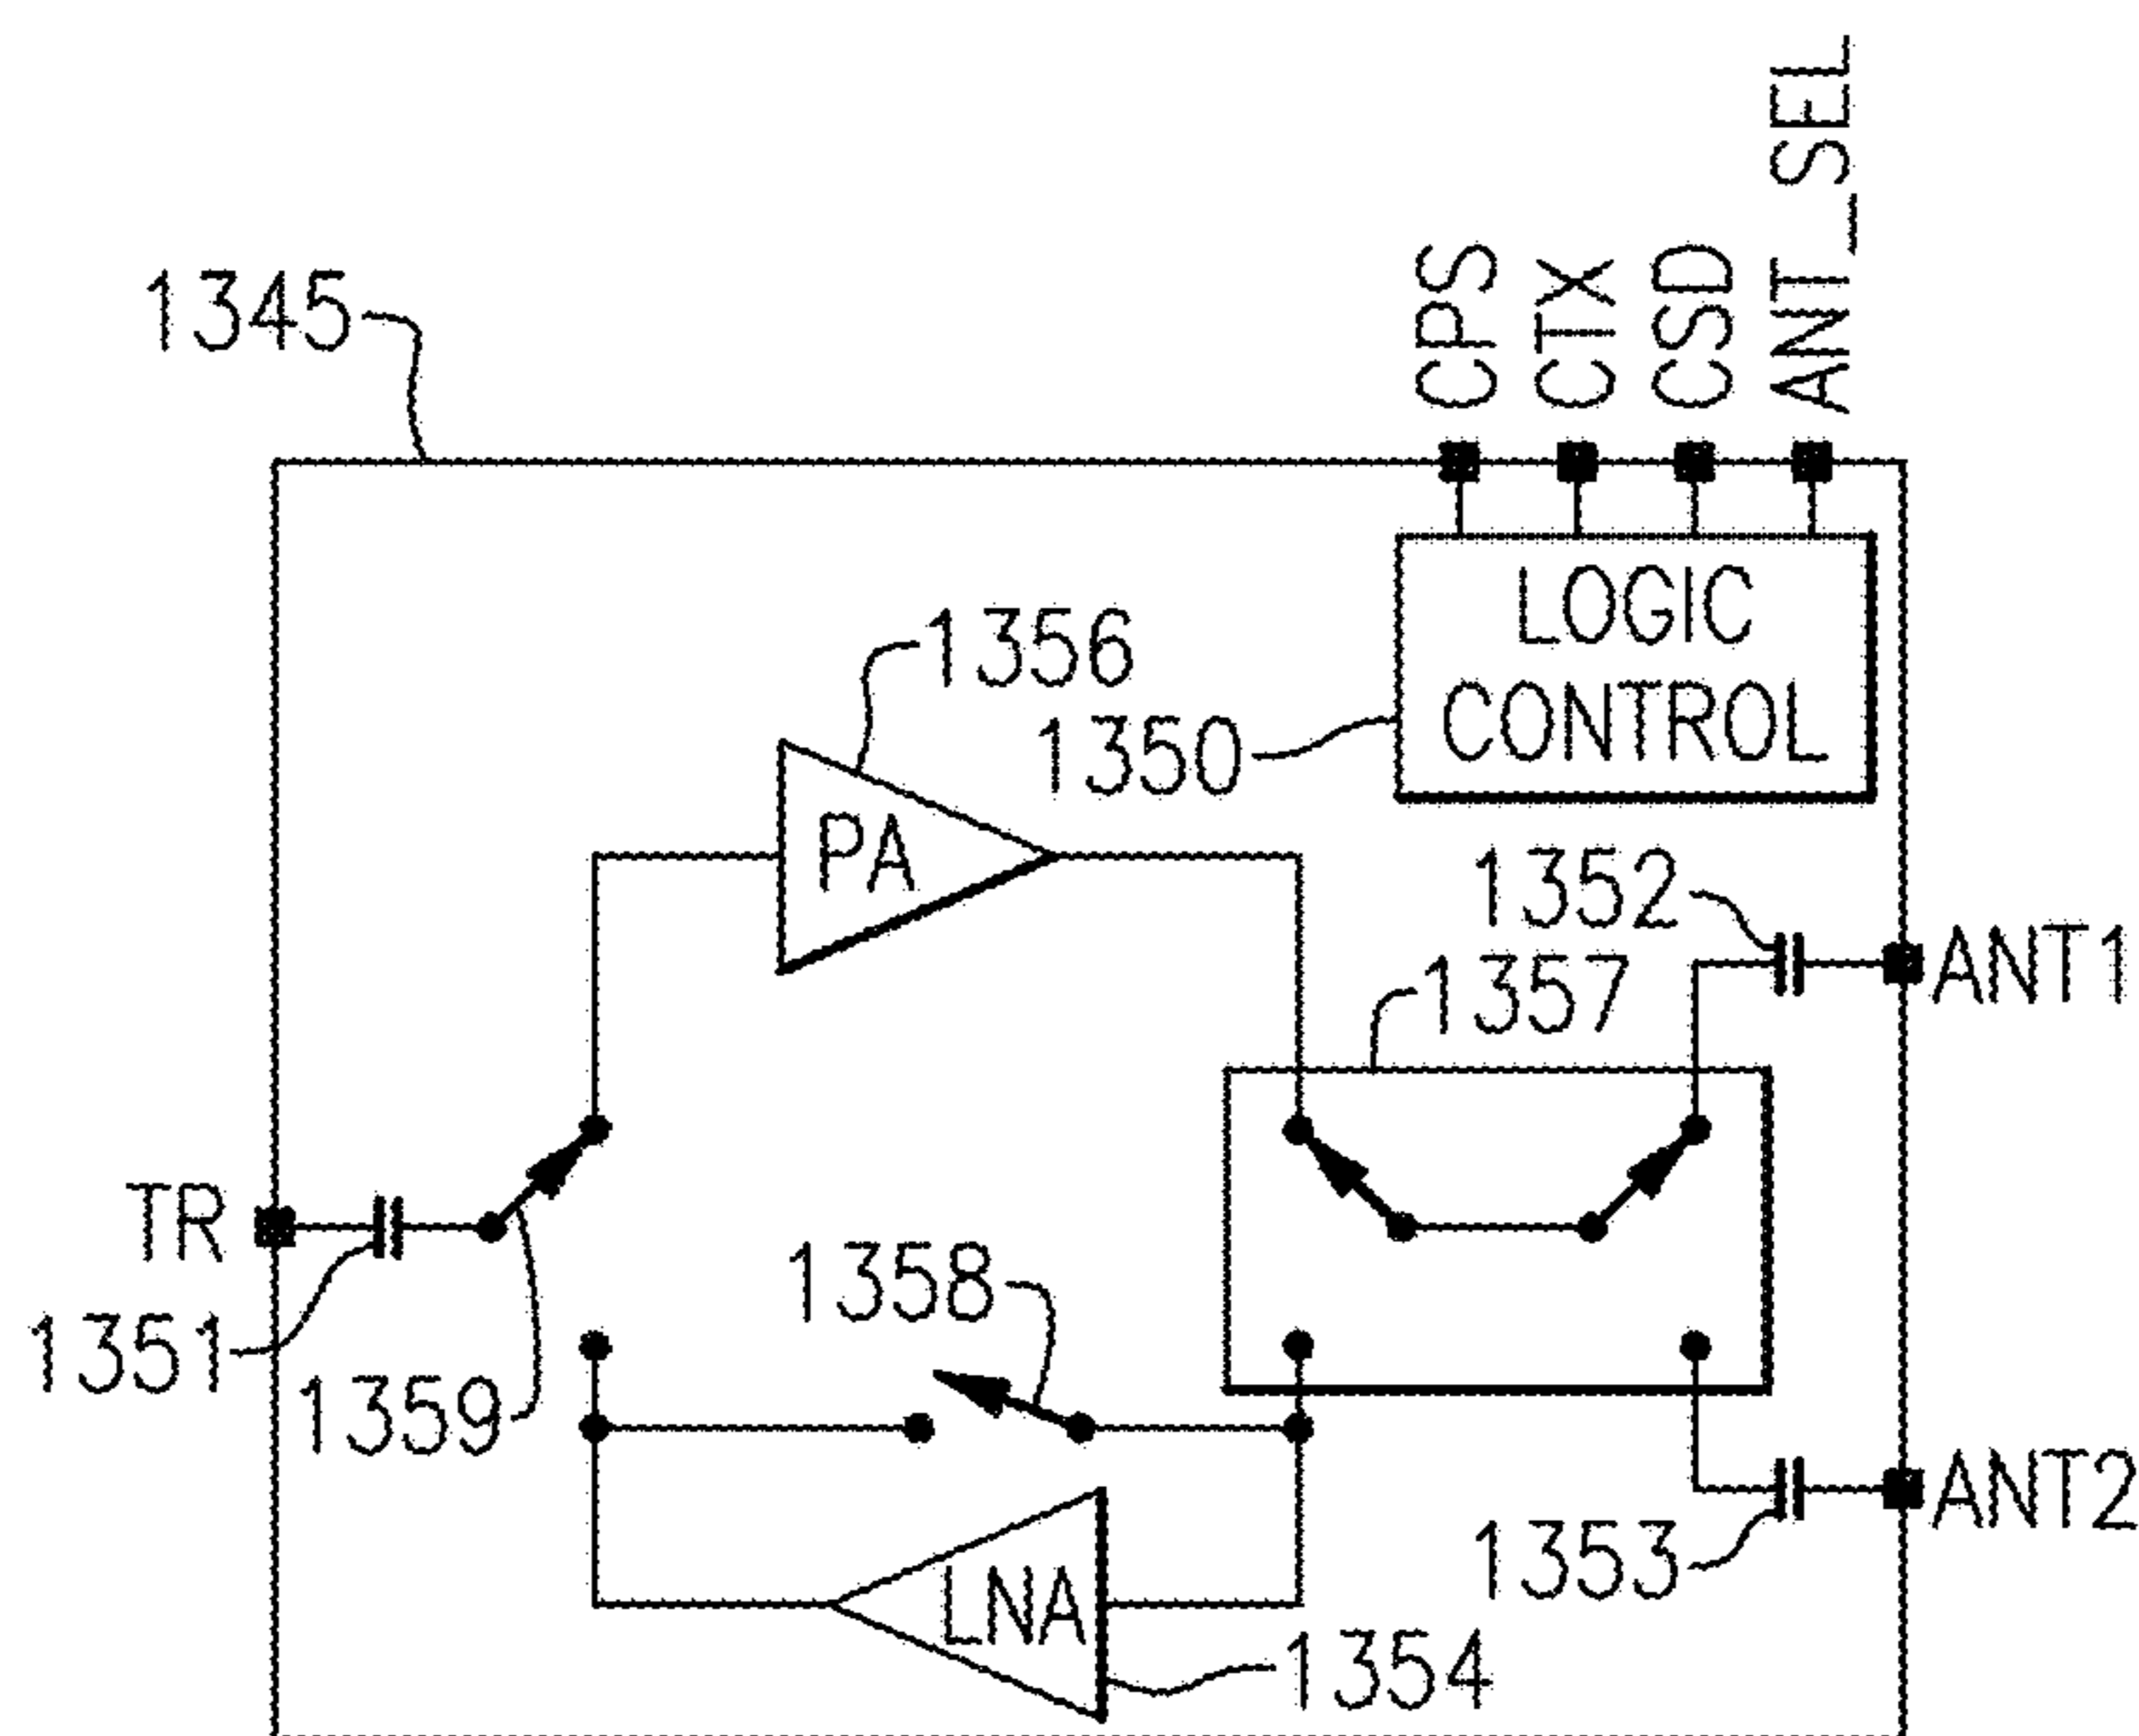 1345
CPS
CTX
CSD
ANT_SEL
LOGIC
CONTROL
1356
1350
PA
1352
1357
ANT1
TR
1351
1359
1358
ANT2
1353
LNA
1354